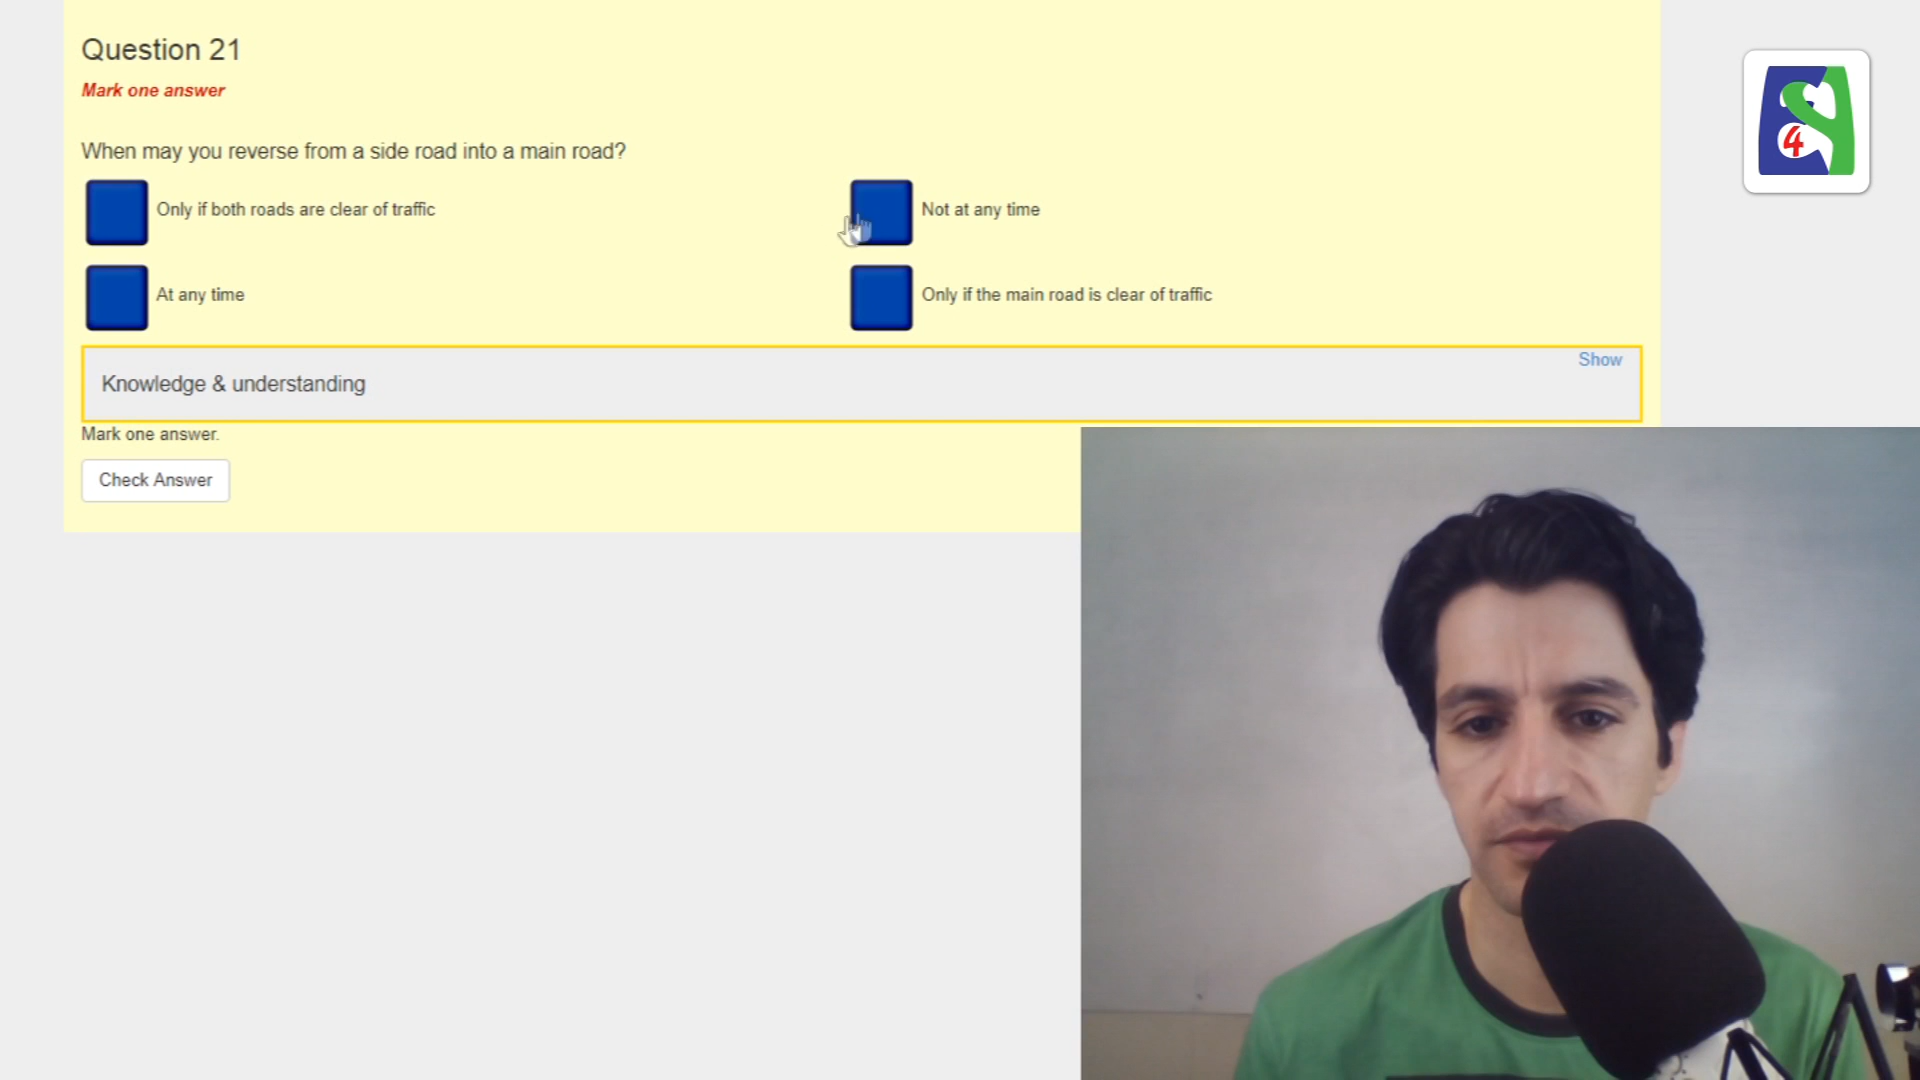 Question 21
Mark one answer
When may you reverse from a side road into a main road?
Only if both roads are clear of traffic
Not at any time
At any time
Only if the main road is clear of traffic
Show
Knowledge & understanding
Mark one answer.
Check Answer
4